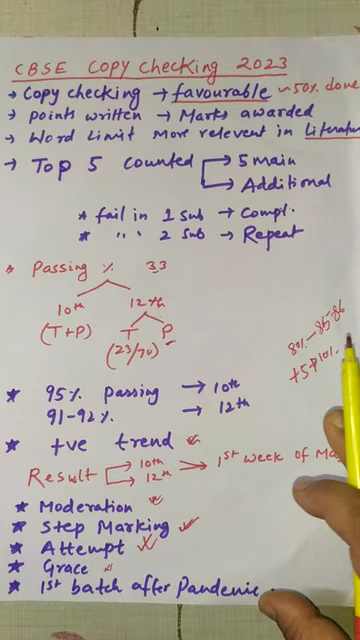 CBSE Copy Checking 2023
→ Copy checking → favourable ~50% done
→ points written → Marks awarded
→ Word Limit More relevent in Literature
→ Top 5 counted → 5 main
→ Additional
* fail in 1 Sub → Compt.
* " " 2 Sub → Repeat
* Passing % 33
10th 12th
(T+P) T P
(23/70)
80% - 85-86
+5+10%
* 95% passing → 10th
91-92% → 12th
* +ve trend
Result → 10th → 1st week of Ma
→ 12th
* Moderation
* Step Marking
* Attempt
* Grace
* 1st batch after Pandemic